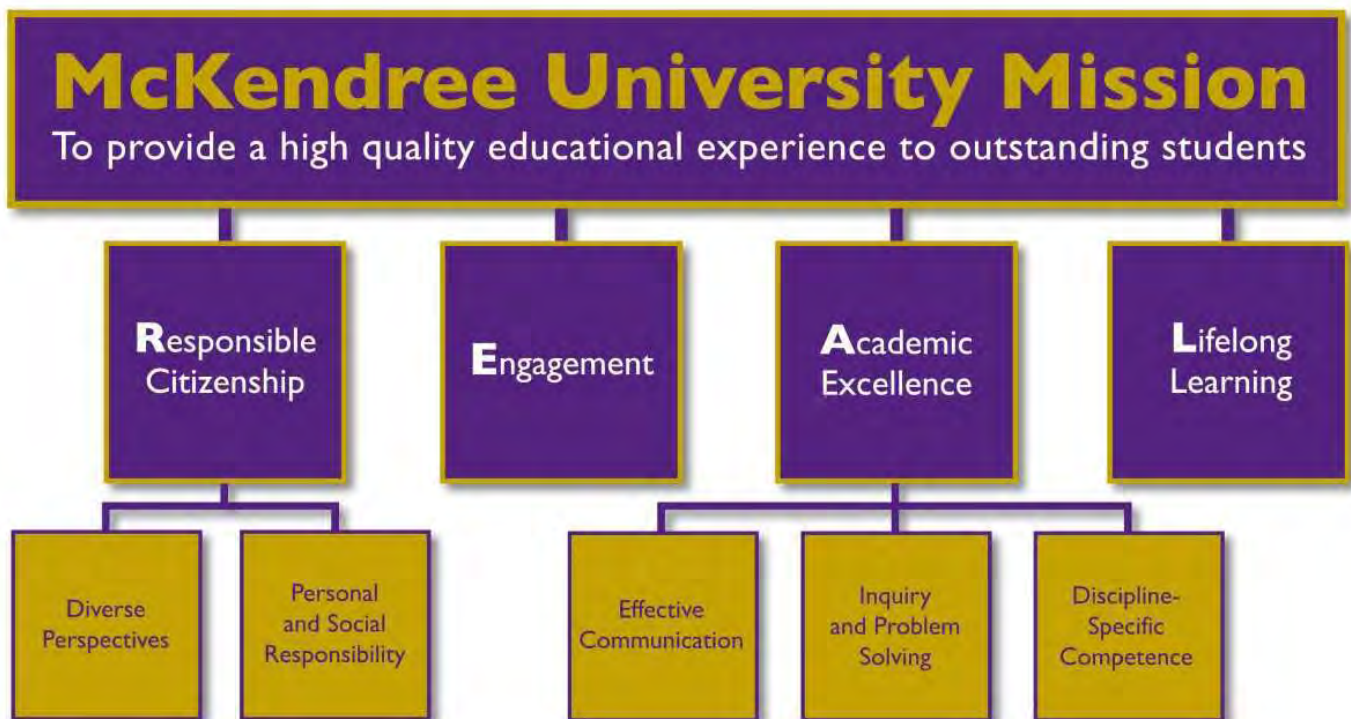 McKendree University Mission
To provide a high quality educational experience to outstanding students
Responsible
Citizenship
Engagement
Academic
Excellence
Lifelong
Learning
Diverse
Perspectives
Personal
and Social
Responsibility
Effective
Communication
Inquiry
and Problem
Solving
Discipline-
Specific
Competence